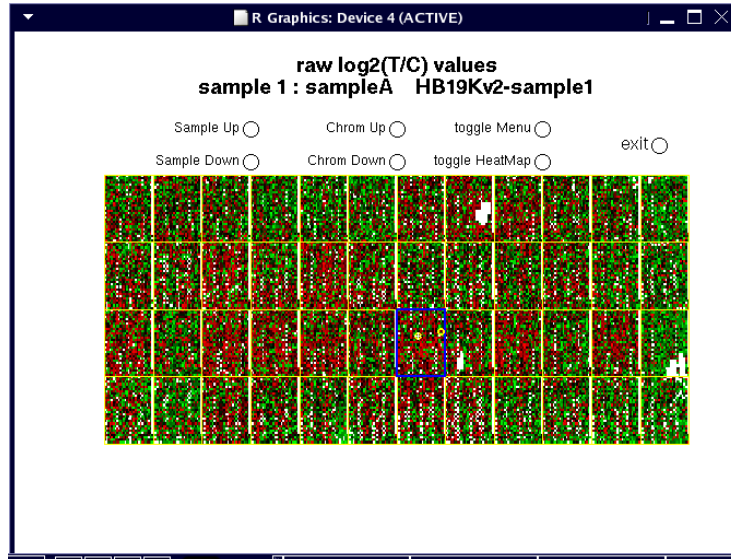 R Graphics: Device 4 (ACTIVE)
raw log2(T/C) values
sample 1 : sampleA HB19Kv2-sample1
Sample Up Chrom Up toggle Menu exit
Sample Down Chrom Down toggle HeatMap